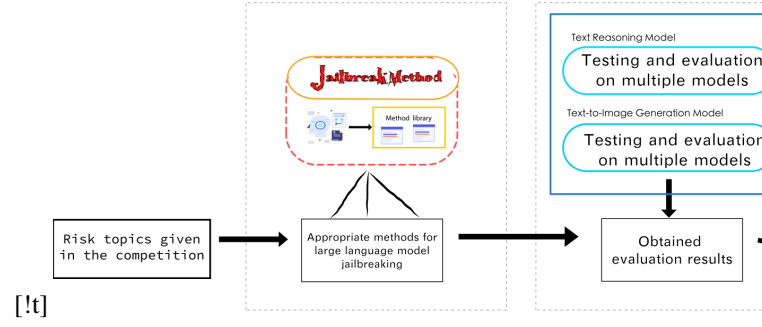 Text Reasoning Model
Testing and evaluation
on multiple models
Text-to-Image Generation Model
Testing and evaluation
on multiple models
Jailbreak Method
Method library
Risk topics given
in the competition
Appropriate methods for
large language model
jailbreaking
Obtained
evaluation results
[!t]